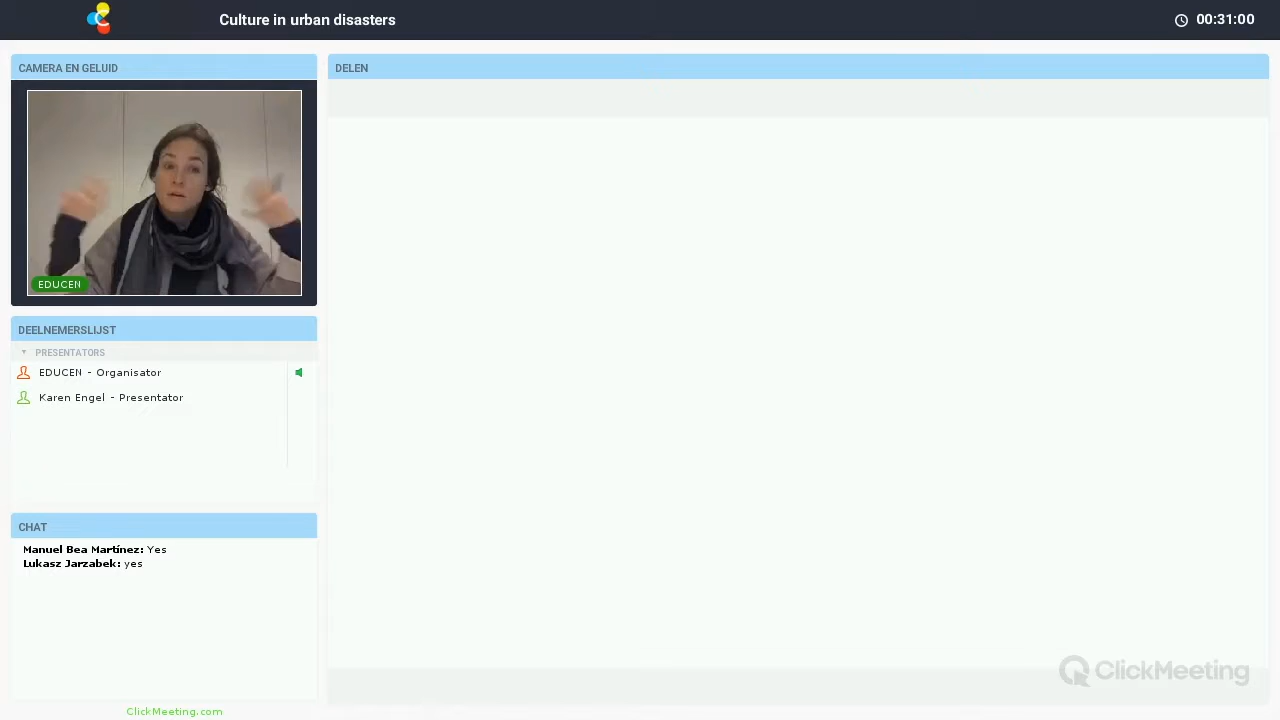 Culture in urban disasters
00:31:00
CAMERA EN GELUID
DELEN
EDUCEN
DEELNEMERSLIJST
PRESENTATORS
EDUCEN - Organisator
Karen Engel - Presentator
CHAT
Manuel Bea Martínez: Yes
Lukasz Jarzabek: yes
ClickMeeting
ClickMeeting.com